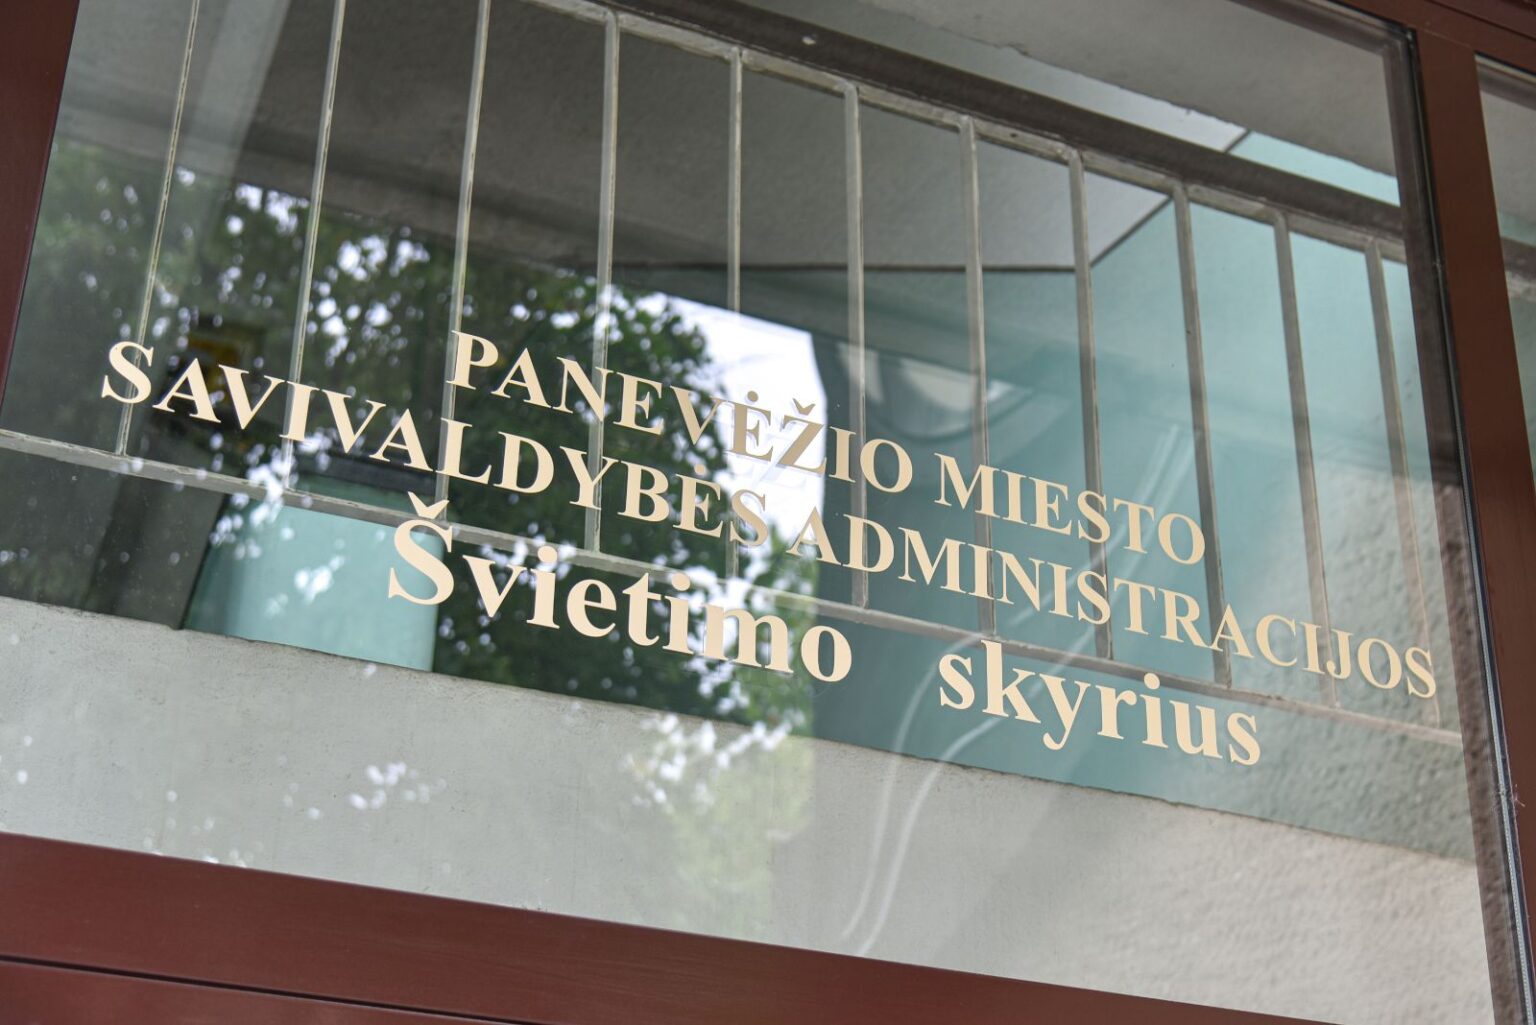 PANEVĖŽIO MIESTO
SAVIVALDYBĖS ADMINISTRACIJOS
Švietimo skyrius